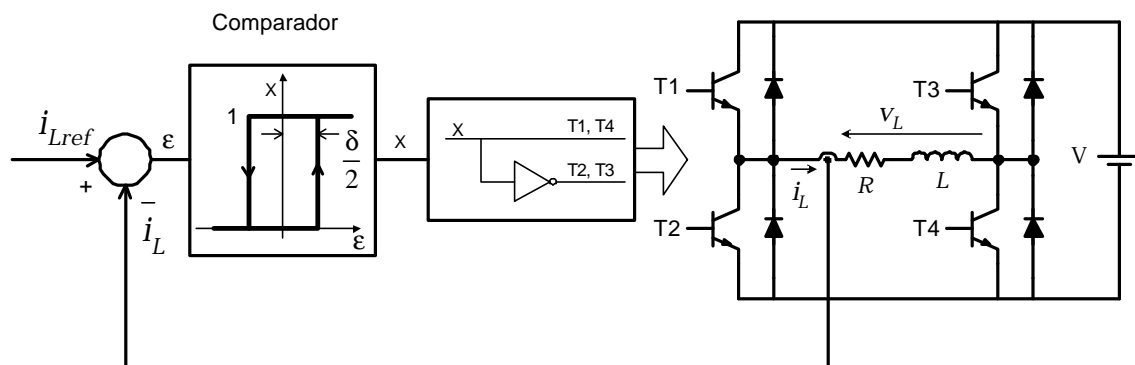 Comparador
i_Lref
+
ε
−
i_L
X
1
δ/2
ε
X
X
T1, T4
T2, T3
T1
T2
T3
T4
v_L
i_L
R
L
V